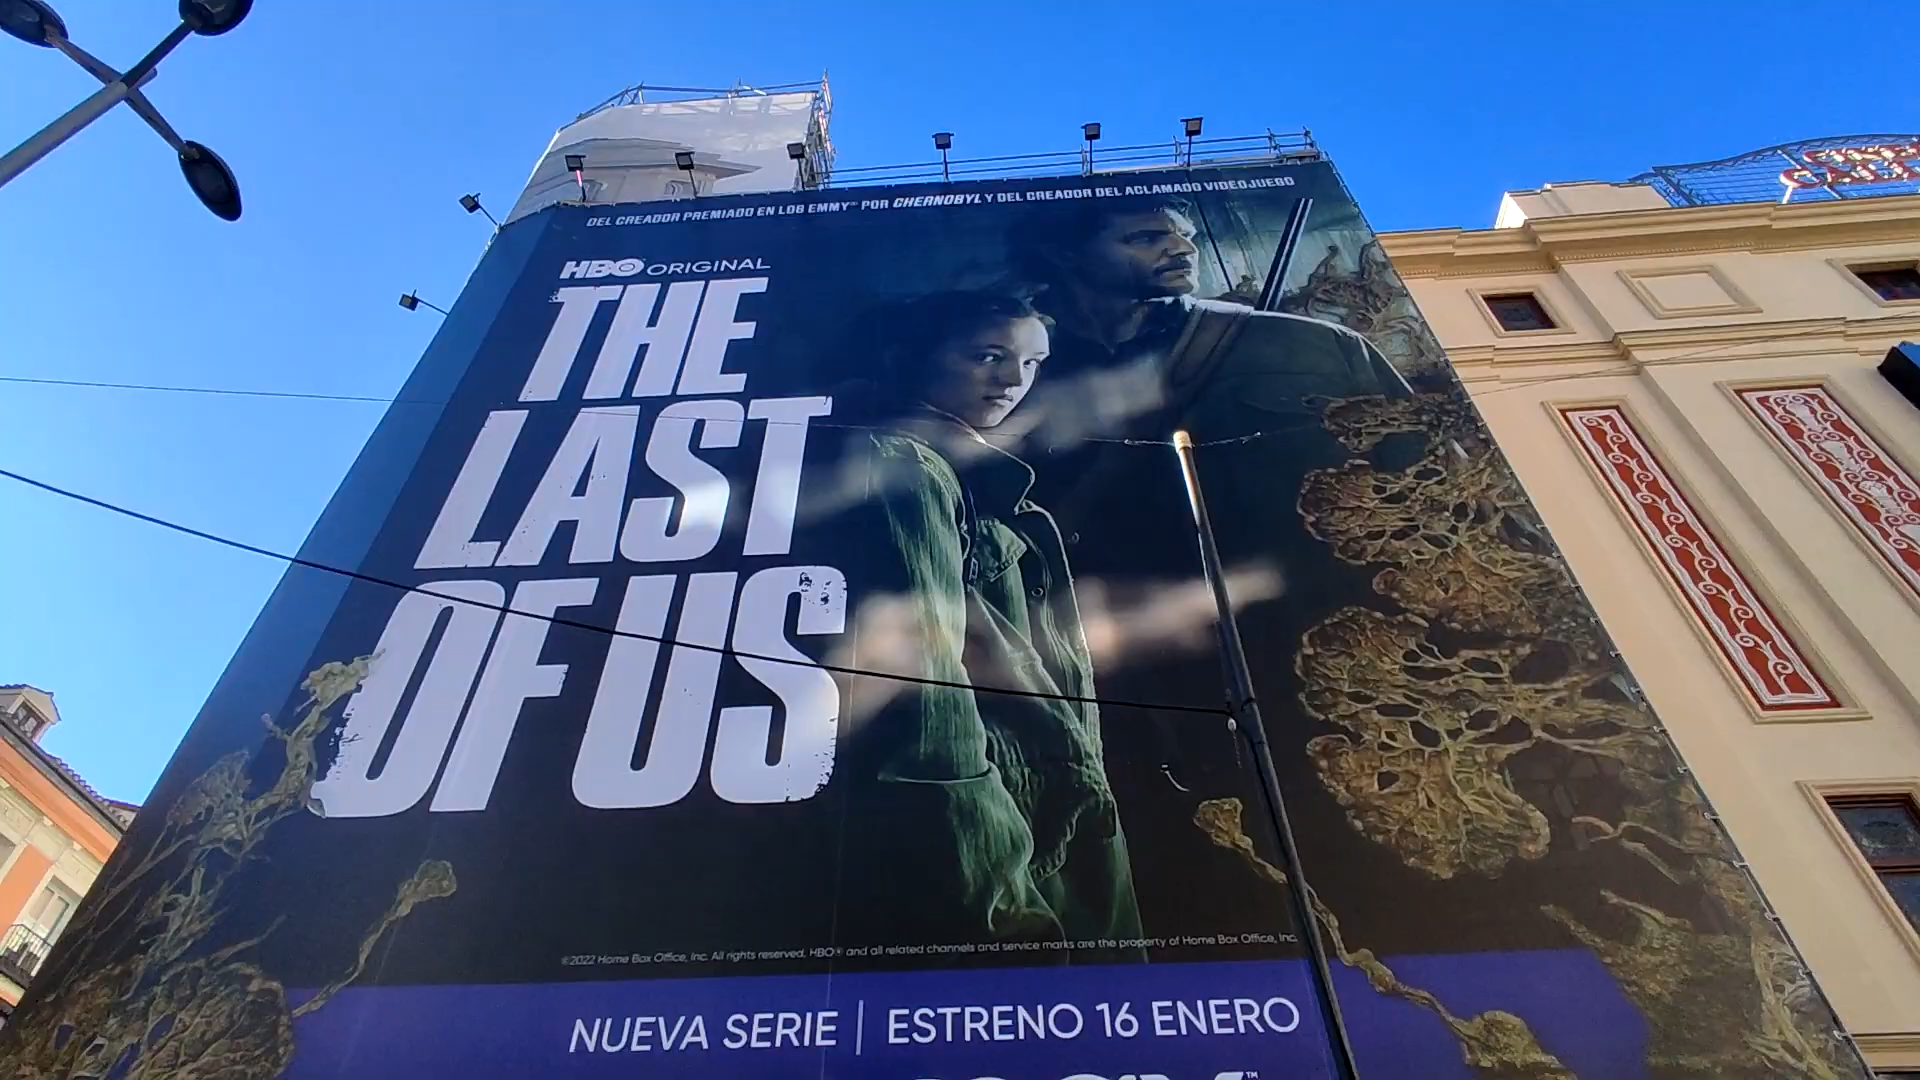 DEL CREADOR PREMIADO EN LOS EMMY® POR CHERNOBYL Y DEL CREADOR DEL ACLAMADO VIDEOJUEGO
HBO ORIGINAL
THE
LAST
OF US
©2022 Home Box Office, Inc. All rights reserved. HBO® and all related channels and service marks are the property of Home Box Office, Inc.
NUEVA SERIE | ESTRENO 16 ENERO